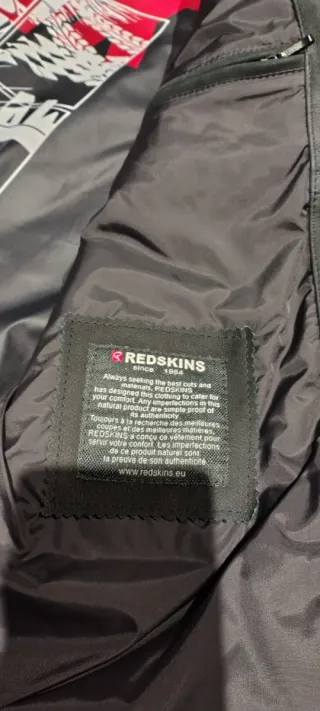 REDSKINS
since 1984
Always seeking the best cuts and
materials, REDSKINS
has designed this clothing to cater for
your comfort. Any imperfections in this
natural product are simple proof of
its authenticity.
Toujours à la recherche des meilleures
coupes et des meilleures matières,
REDSKINS a conçu ce vêtement pour
servir votre confort. Les imperfections
de ce produit naturel sont
la preuve de son authenticité.
www.redskins.eu